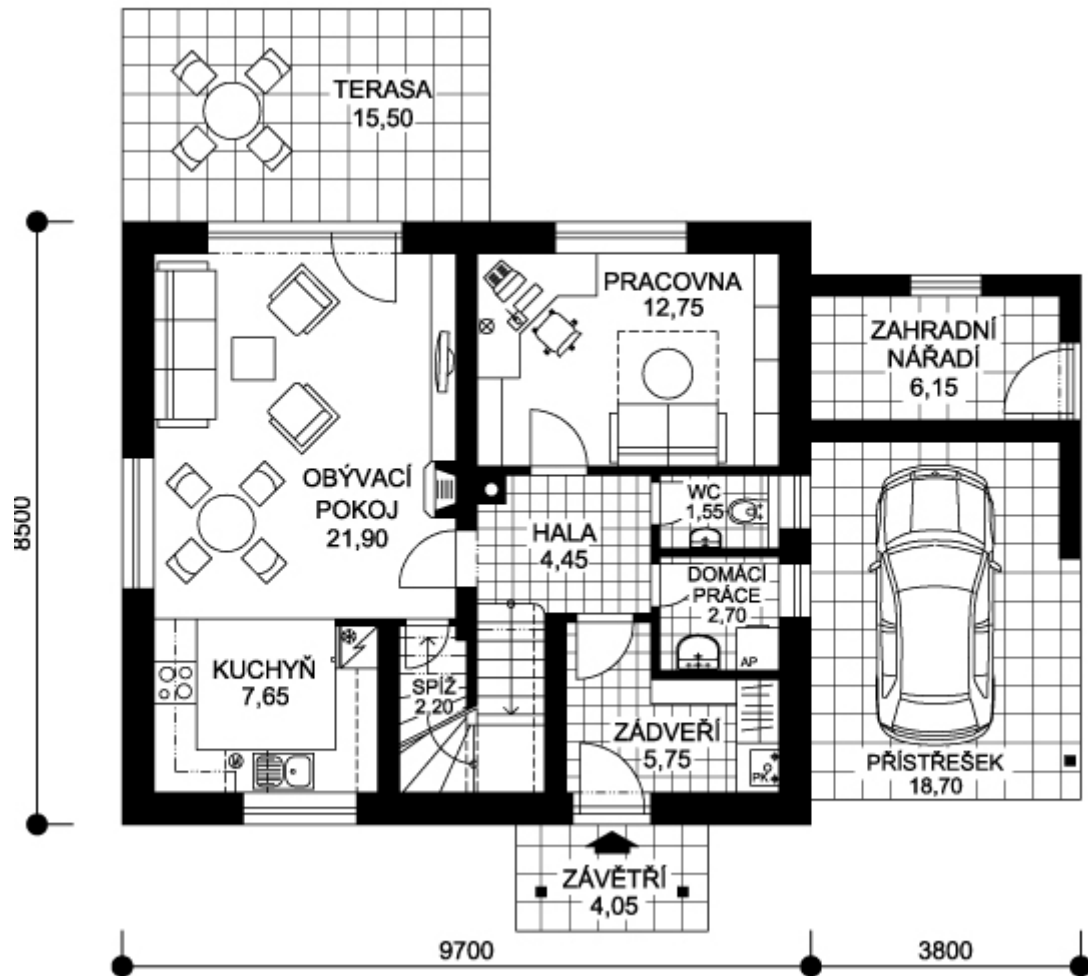 TERASA
15,50
PRACOVNA
12,75
ZAHRADNÍ
NÁŘADÍ
6,15
OBÝVACÍ
POKOJ
21,90
WC
1,55
HALA
4,45
DOMÁCÍ
PRÁCE
2,70
AP
KUCHYŇ
7,65
SPÍŽ
2,20
ZÁDVEŘÍ
5,75
PK
PŘÍSTŘEŠEK
18,70
ZÁVĚTŘÍ
4,05
8500
9700
3800